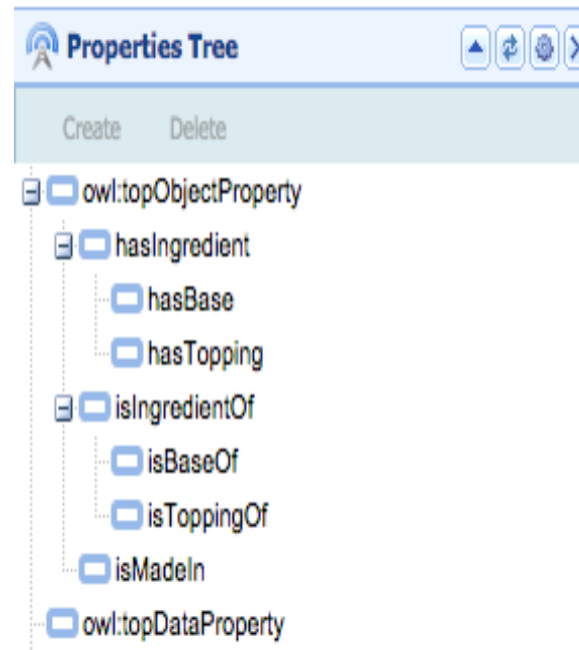 Properties Tree
Create Delete
owl:topObjectProperty
hasIngredient
hasBase
hasTopping
isIngredientOf
isBaseOf
isToppingOf
isMadeIn
owl:topDataProperty